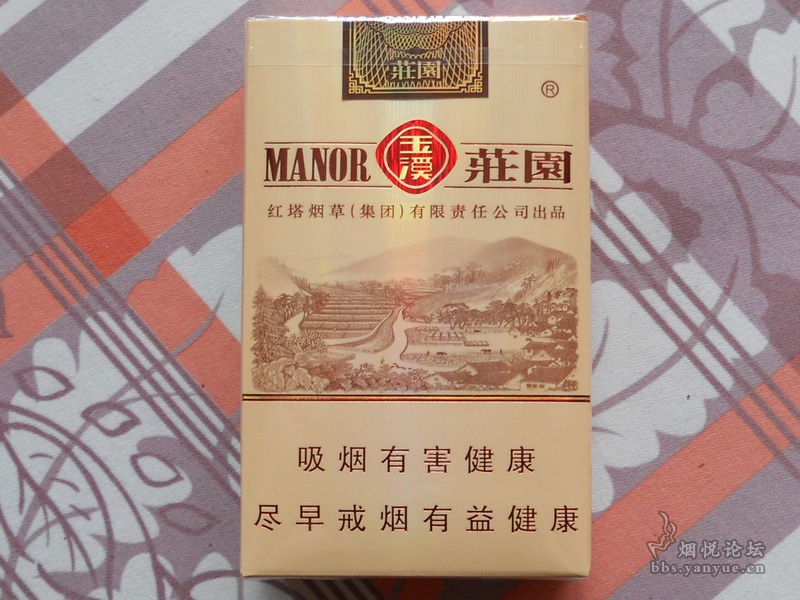 莊園
®
MANOR 玉溪 莊園
红塔烟草(集团)有限责任公司出品
吸烟有害健康
尽早戒烟有益健康
烟悦论坛
bbs.yanyue.cn